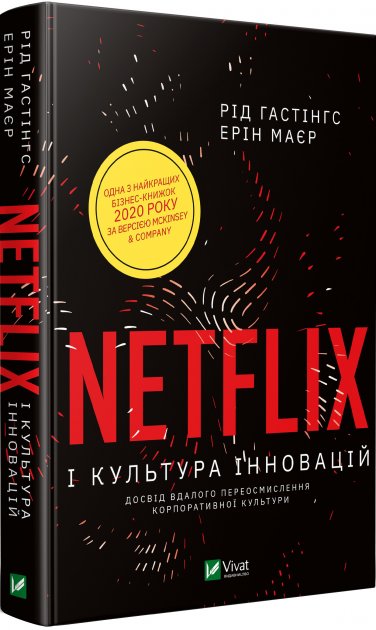 РІД ГАСТІНГС
ЕРІН МАЄР
NETFLIX
І КУЛЬТУРА
ІННОВАЦІЙ
РІД ГАСТІНГС
ЕРІН МАЄР
ОДНА З НАЙКРАЩИХ
БІЗНЕС-КНИЖОК
2020 РОКУ
ЗА ВЕРСІЄЮ MCKINSEY
& COMPANY
NETFLIX
І КУЛЬТУРА ІННОВАЦІЙ
ДОСВІД ВДАЛОГО ПЕРЕОСМИСЛЕННЯ
КОРПОРАТИВНОЇ КУЛЬТУРИ
Vivat
ВИДАВНИЦТВО